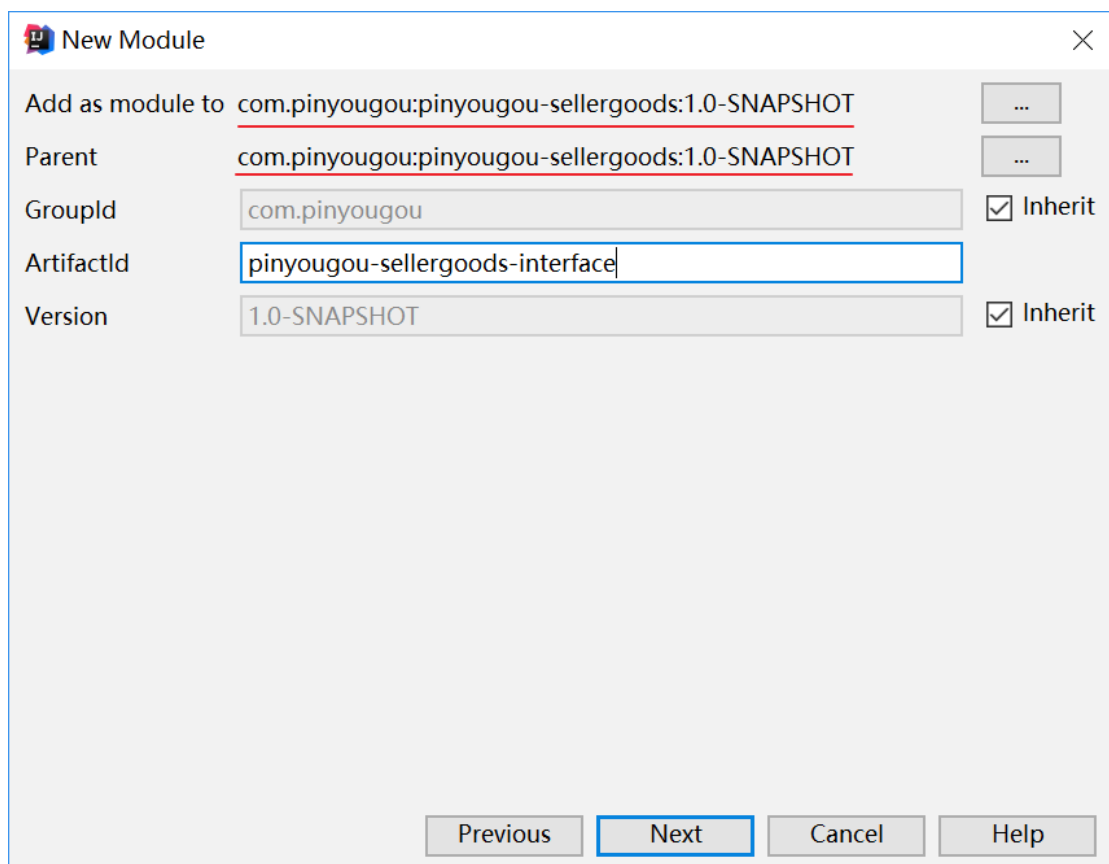 New Module
Add as module to com.pinyougou:pinyougou-sellergoods:1.0-SNAPSHOT ...
Parent com.pinyougou:pinyougou-sellergoods:1.0-SNAPSHOT ...
GroupId com.pinyougou Inherit
ArtifactId pinyougou-sellergoods-interface
Version 1.0-SNAPSHOT Inherit
Previous Next Cancel Help